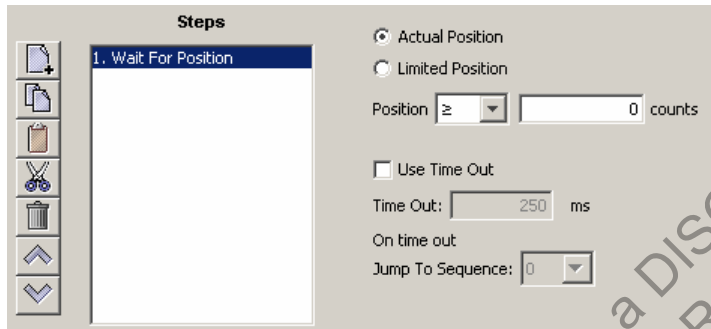 Steps
1. Wait For Position
Actual Position
Limited Position
Position ≥ 0 counts
Use Time Out
Time Out: 250 ms
On time out
Jump To Sequence: 0
a DISC